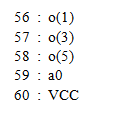 56 : o(1)
57 : o(3)
58 : o(5)
59 : a0
60 : VCC